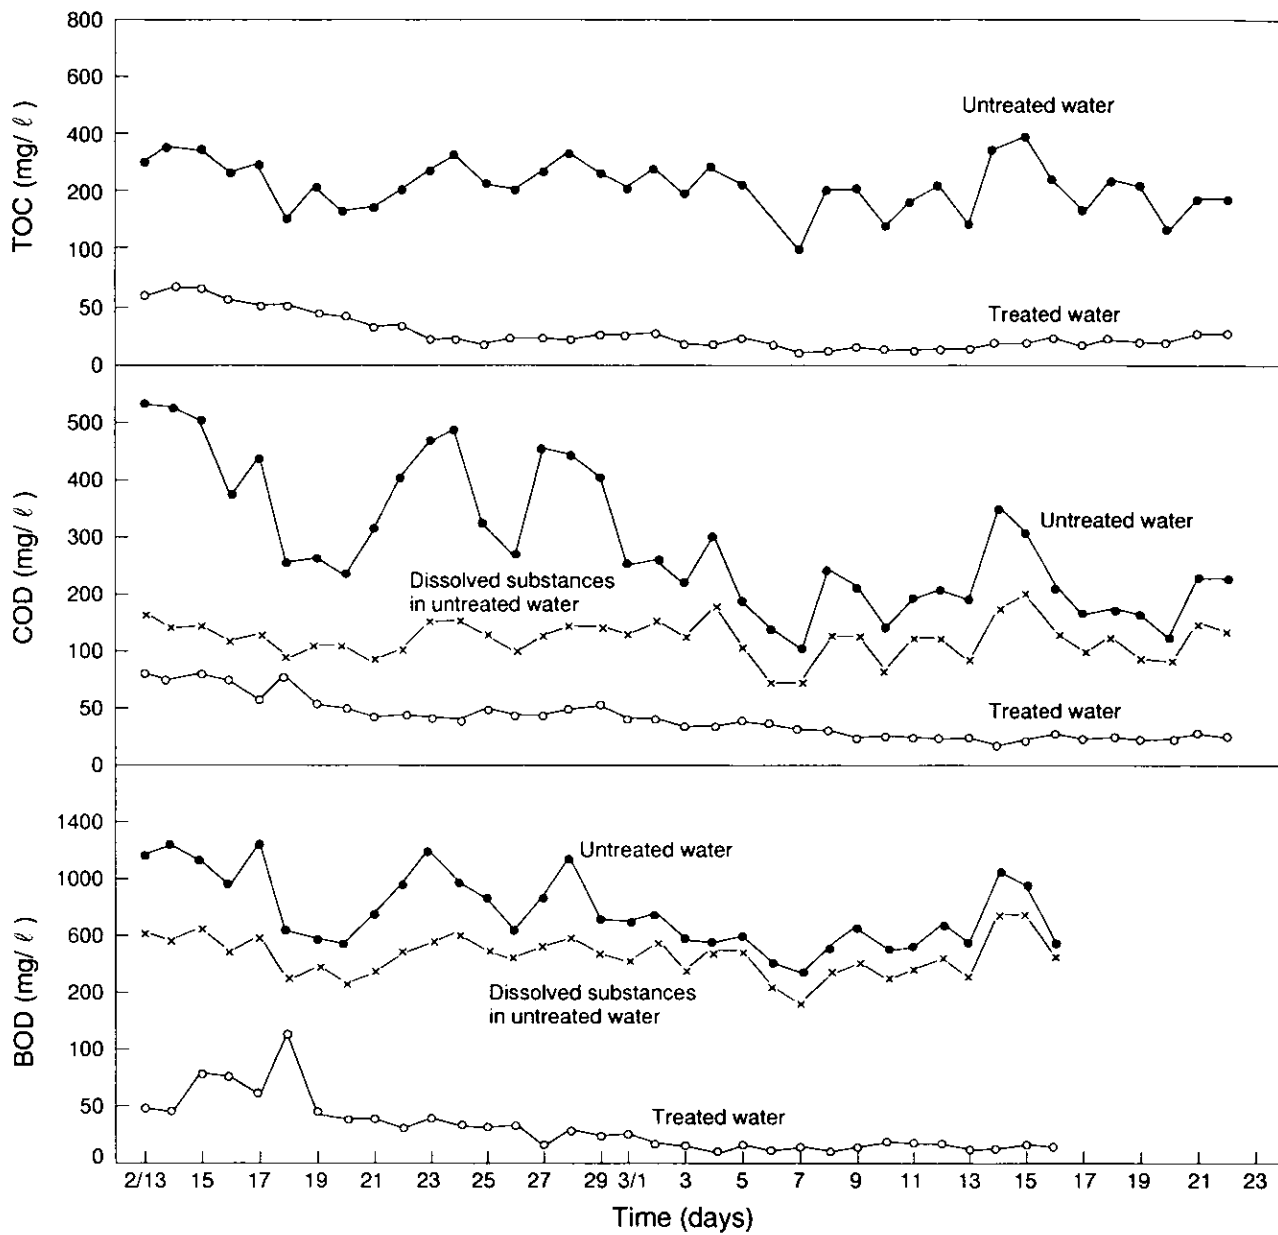 800
600
400
200
100
50
0
TOC (mg/ℓ)
Untreated water
Treated water
500
400
300
200
100
50
0
COD (mg/ℓ)
Untreated water
Dissolved substances
in untreated water
Treated water
1400
1000
600
200
100
50
0
BOD (mg/ℓ)
Untreated water
Dissolved substances
in untreated water
Treated water
2/13 15 17 19 21 23 25 27 29 3/1 3 5 7 9 11 13 15 17 19 21 23
Time (days)